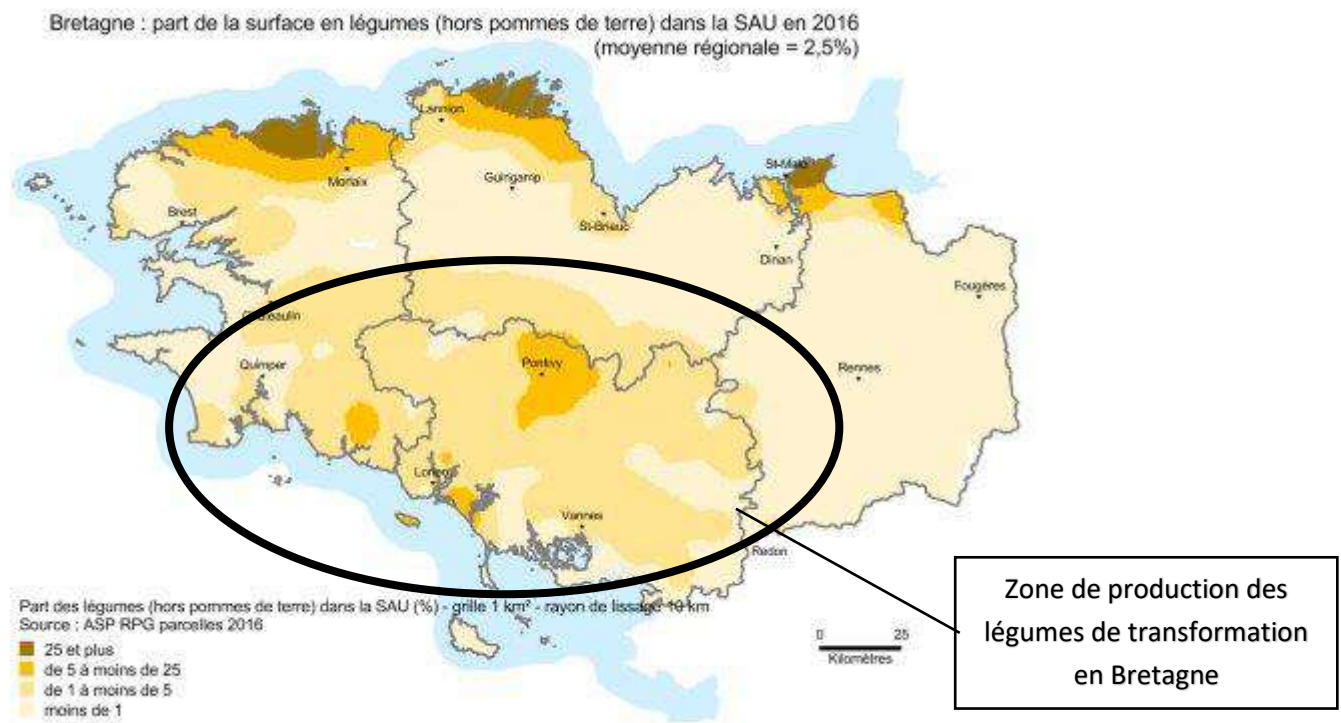 Bretagne : part de la surface en légumes (hors pommes de terre) dans la SAU en 2016
(moyenne régionale = 2,5%)
Lannion
St-Malo
Morlaix
Guingamp
Brest
St-Brieuc
Dinan
Fougères
Châteaulin
Quimper
Pontivy
Rennes
Lorient
Vannes
Redon
Zone de production des
légumes de transformation
en Bretagne
Part des légumes (hors pommes de terre) dans la SAU (%) - grille 1 km² - rayon de lissage 10 km
Source : ASP RPG parcelles 2016
25 et plus
de 5 à moins de 25
de 1 à moins de 5
moins de 1
0 25
Kilomètres